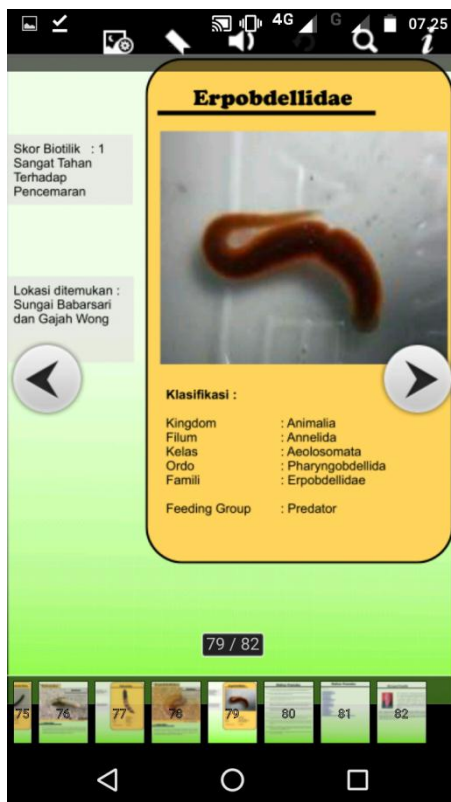 4G
G
07.25
Erpobdellidae
Skor Biotilik : 1
Sangat Tahan
Terhadap
Pencemaran
Lokasi ditemukan :
Sungai Babarsari
dan Gajah Wong
Klasifikasi :
Kingdom : Animalia
Filum : Annelida
Kelas : Aeolosomata
Ordo : Pharyngobdellida
Famili : Erpobdellidae
Feeding Group : Predator
79 / 82
75 76 77 78 79 80 81 82